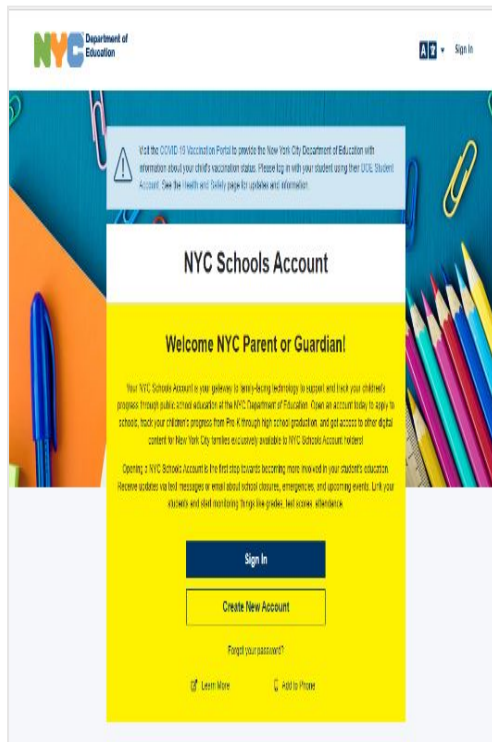 NYC Department of
Education
Sign In
Visit the COVID-19 Vaccination Portal to provide the New York City Department of Education with
information about your child's vaccination status. Please log in with your student using their DOE Student
Account. See the Health and Safety page for updates and information.
NYC Schools Account
Welcome NYC Parent or Guardian!
Your NYC Schools Account is your gateway to family-facing technology to support and track your children's
progress through public school education at the NYC Department of Education. Open an account today to apply to
schools, track your children's progress from Pre-K through high school graduation, and get access to other digital
content for New York City families exclusively available to NYC Schools Account holders!
Opening a NYC Schools Account is the first step towards becoming more involved in your student's education.
Receive updates via text messages or email about school closures, emergencies, and upcoming events. Link your
students and start monitoring things like grades, test scores, attendance.
Sign In
Create New Account
Forgot your password?
Learn More
Add to Phone